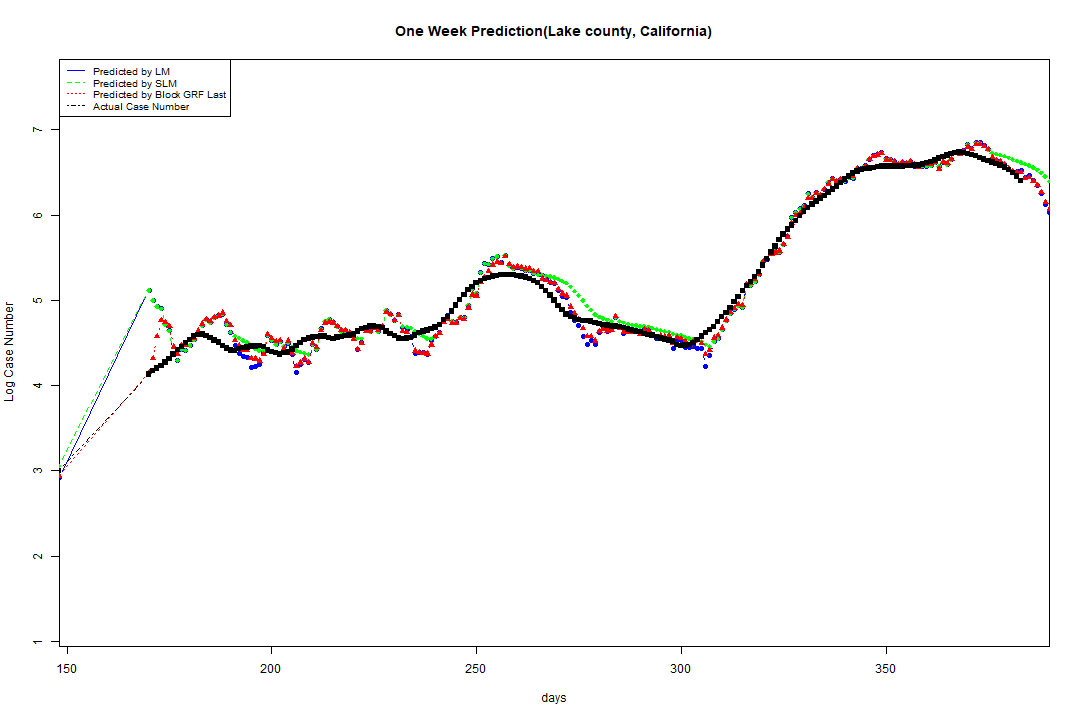 One Week Prediction(Lake county, California)
Predicted by LM
Predicted by SLM
Predicted by Block GRF Last
Actual Case Number
7
6
5
4
3
2
1
Log Case Number
150 200 250 300 350
days